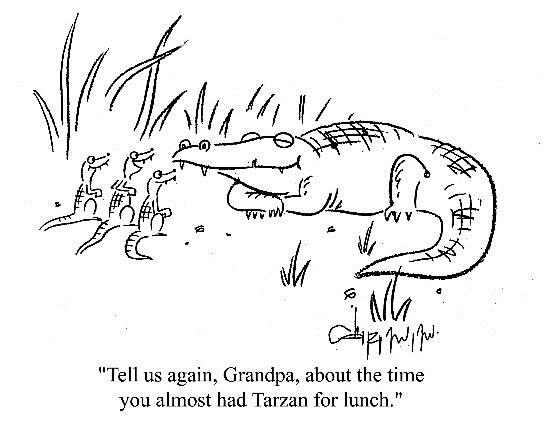 "Tell us again, Grandpa, about the time
you almost had Tarzan for lunch."